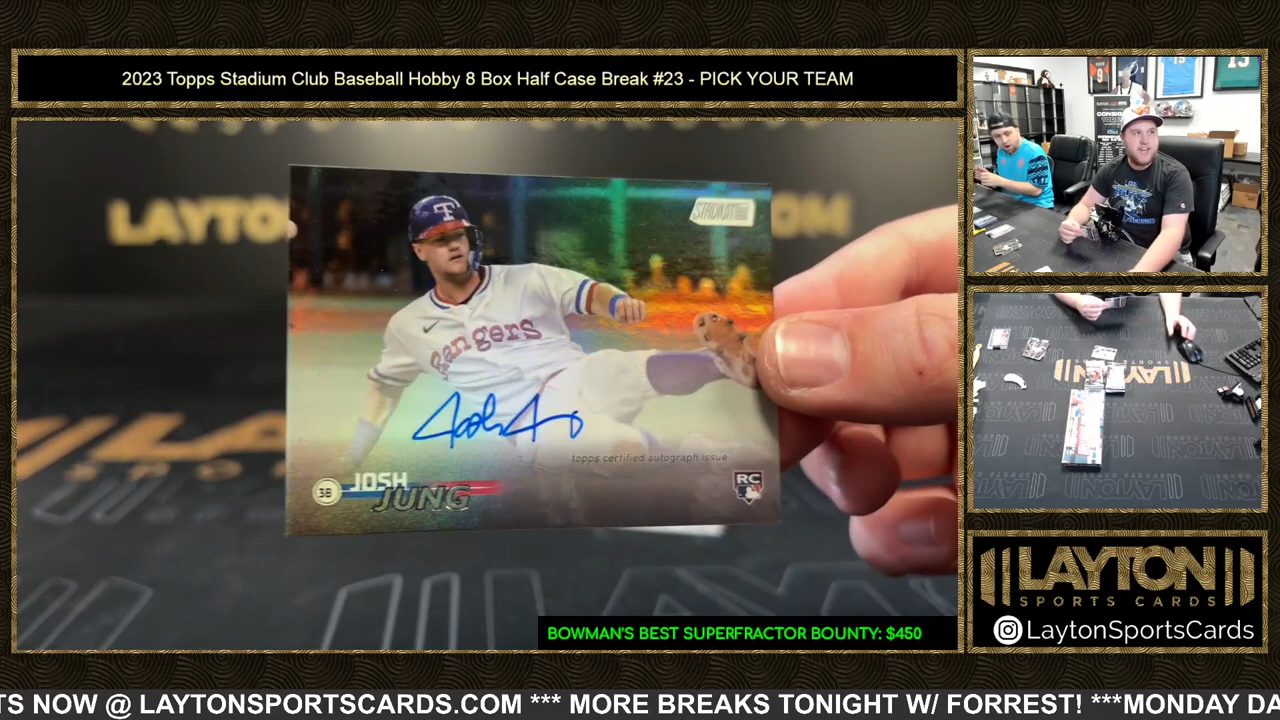 2023 Topps Stadium Club Baseball Hobby 8 Box Half Case Break #23 - PICK YOUR TEAM
STADIUM CLUB
T
Rangers
topps certified autograph issue
38
JOSH
JUNG
RC
BOWMAN'S BEST SUPERFRACTOR BOUNTY: $450
LAYTON
SPORTS CARDS
LaytonSportsCards
TS NOW @ LAYTONSPORTSCARDS.COM *** MORE BREAKS TONIGHT W/ FORREST! ***MONDAY DA